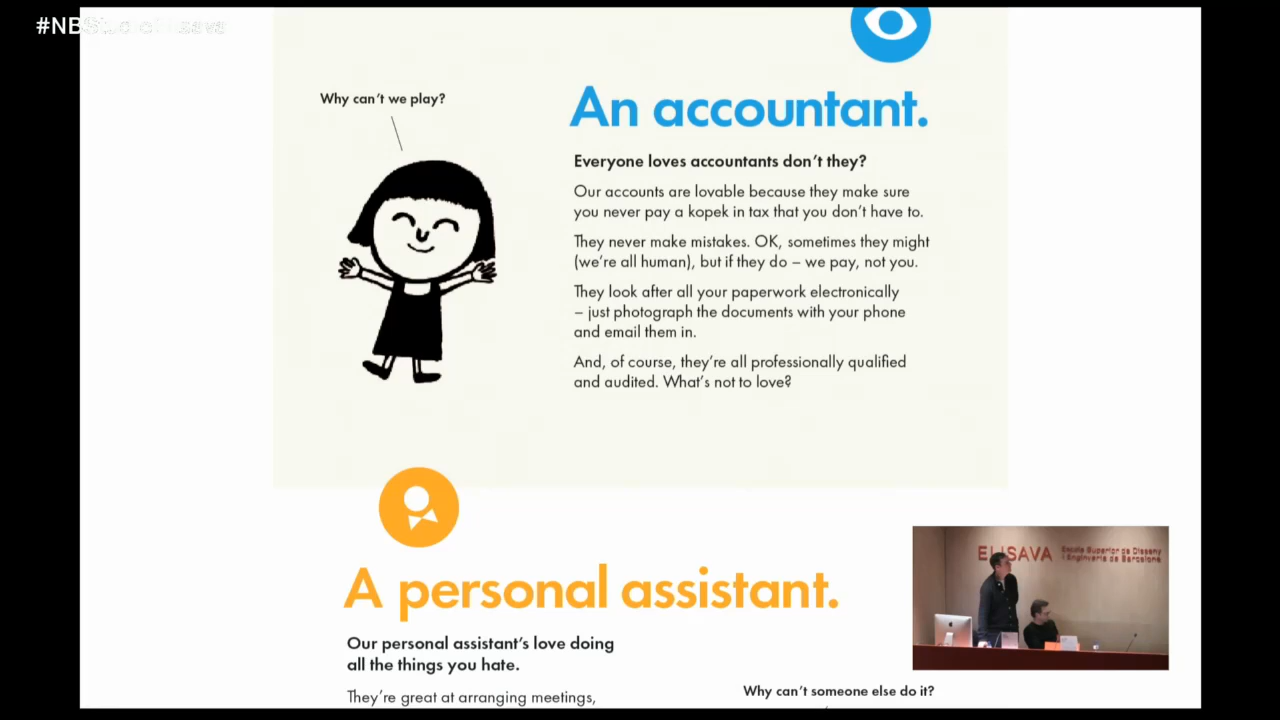 #NBStudioElisava
Why can't we play?
An accountant.
Everyone loves accountants don't they?
Our accounts are lovable because they make sure
you never pay a kopek in tax that you don't have to.
They never make mistakes. OK, sometimes they might
(we're all human), but if they do – we pay, not you.
They look after all your paperwork electronically
– just photograph the documents with your phone
and email them in.
And, of course, they're all professionally qualified
and audited. What's not to love?
A personal assistant.
Our personal assistant's love doing
all the things you hate.
They're great at arranging meetings,
Why can't someone else do it?
ELISAVA
Escola Superior de Disseny
i Enginyeria de Barcelona